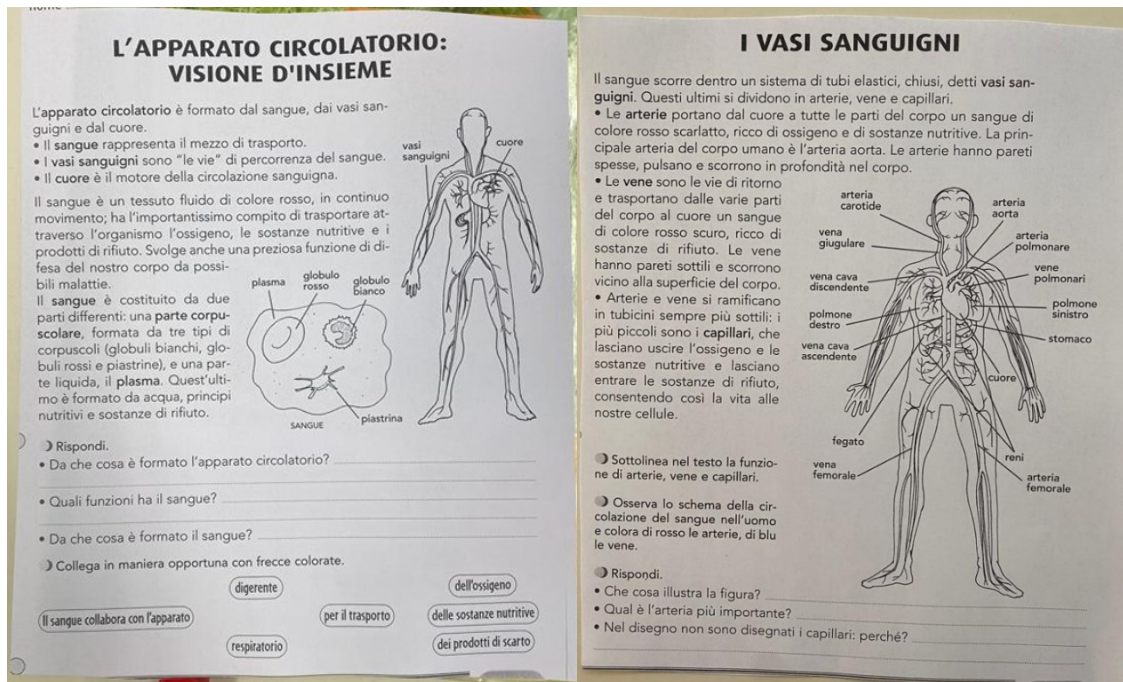 L'APPARATO CIRCOLATORIO:
VISIONE D'INSIEME
L'apparato circolatorio è formato dal sangue, dai vasi san-
guigni e dal cuore.
• Il sangue rappresenta il mezzo di trasporto.
• I vasi sanguigni sono "le vie" di percorrenza del sangue.
• Il cuore è il motore della circolazione sanguigna.
Il sangue è un tessuto fluido di colore rosso, in continuo
movimento; ha l'importantissimo compito di trasportare at-
traverso l'organismo l'ossigeno, le sostanze nutritive e i
prodotti di rifiuto. Svolge anche una preziosa funzione di di-
fesa del nostro corpo da possi-
bili malattie.
Il sangue è costituito da due
parti differenti: una parte corpu-
scolare, formata da tre tipi di
corpuscoli (globuli bianchi, glo-
buli rossi e piastrine), e una par-
te liquida, il plasma. Quest'ulti-
mo è formato da acqua, principi
nutritivi e sostanze di rifiuto.
vasi
sanguigni
cuore
plasma
globulo
rosso
globulo
bianco
piastrina
SANGUE
Rispondi.
• Da che cosa è formato l'apparato circolatorio?
• Quali funzioni ha il sangue?
• Da che cosa è formato il sangue?
Collega in maniera opportuna con frecce colorate.
digerente
dell'ossigeno
Il sangue collabora con l'apparato
per il trasporto
delle sostanze nutritive
respiratorio
dei prodotti di scarto
I VASI SANGUIGNI
Il sangue scorre dentro un sistema di tubi elastici, chiusi, detti vasi san-
guigni. Questi ultimi si dividono in arterie, vene e capillari.
• Le arterie portano dal cuore a tutte le parti del corpo un sangue di
colore rosso scarlatto, ricco di ossigeno e di sostanze nutritive. La prin-
cipale arteria del corpo umano è l'arteria aorta. Le arterie hanno pareti
spesse, pulsano e scorrono in profondità nel corpo.
• Le vene sono le vie di ritorno
e trasportano dalle varie parti
del corpo al cuore un sangue
di colore rosso scuro, ricco di
sostanze di rifiuto. Le vene
hanno pareti sottili e scorrono
vicino alla superficie del corpo.
• Arterie e vene si ramificano
in tubicini sempre più sottili: i
più piccoli sono i capillari, che
lasciano uscire l'ossigeno e le
sostanze nutritive e lasciano
entrare le sostanze di rifiuto,
consentendo così la vita alle
nostre cellule.
arteria
carotide
vena
giugulare
vena cava
discendente
polmone
destro
vena cava
ascendente
fegato
vena
femorale
arteria
aorta
arteria
polmonare
vene
polmonari
polmone
sinistro
stomaco
cuore
reni
arteria
femorale
Sottolinea nel testo la funzio-
ne di arterie, vene e capillari.
Osserva lo schema della cir-
colazione del sangue nell'uomo
e colora di rosso le arterie, di blu
le vene.
Rispondi.
• Che cosa illustra la figura?
• Qual è l'arteria più importante?
• Nel disegno non sono disegnati i capillari: perché?